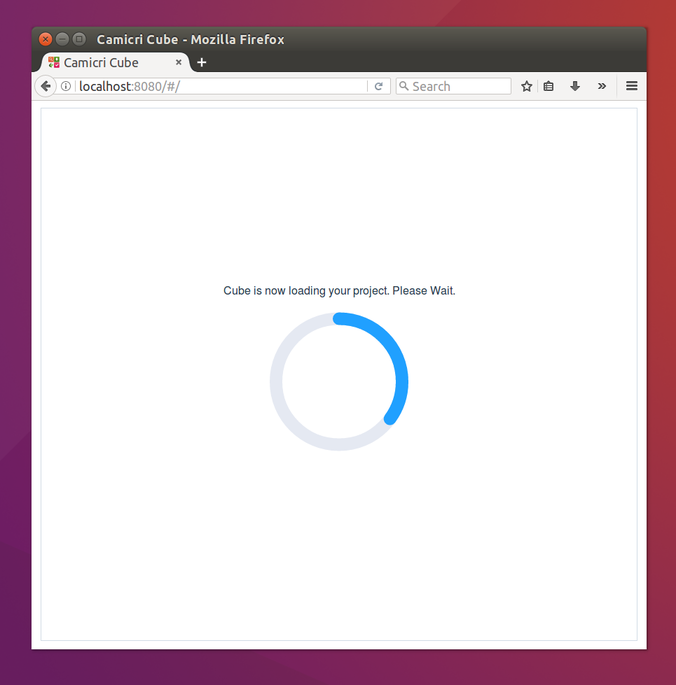 Camicri Cube - Mozilla Firefox
Camicri Cube
localhost:8080/#/
Search
Cube is now loading your project. Please Wait.